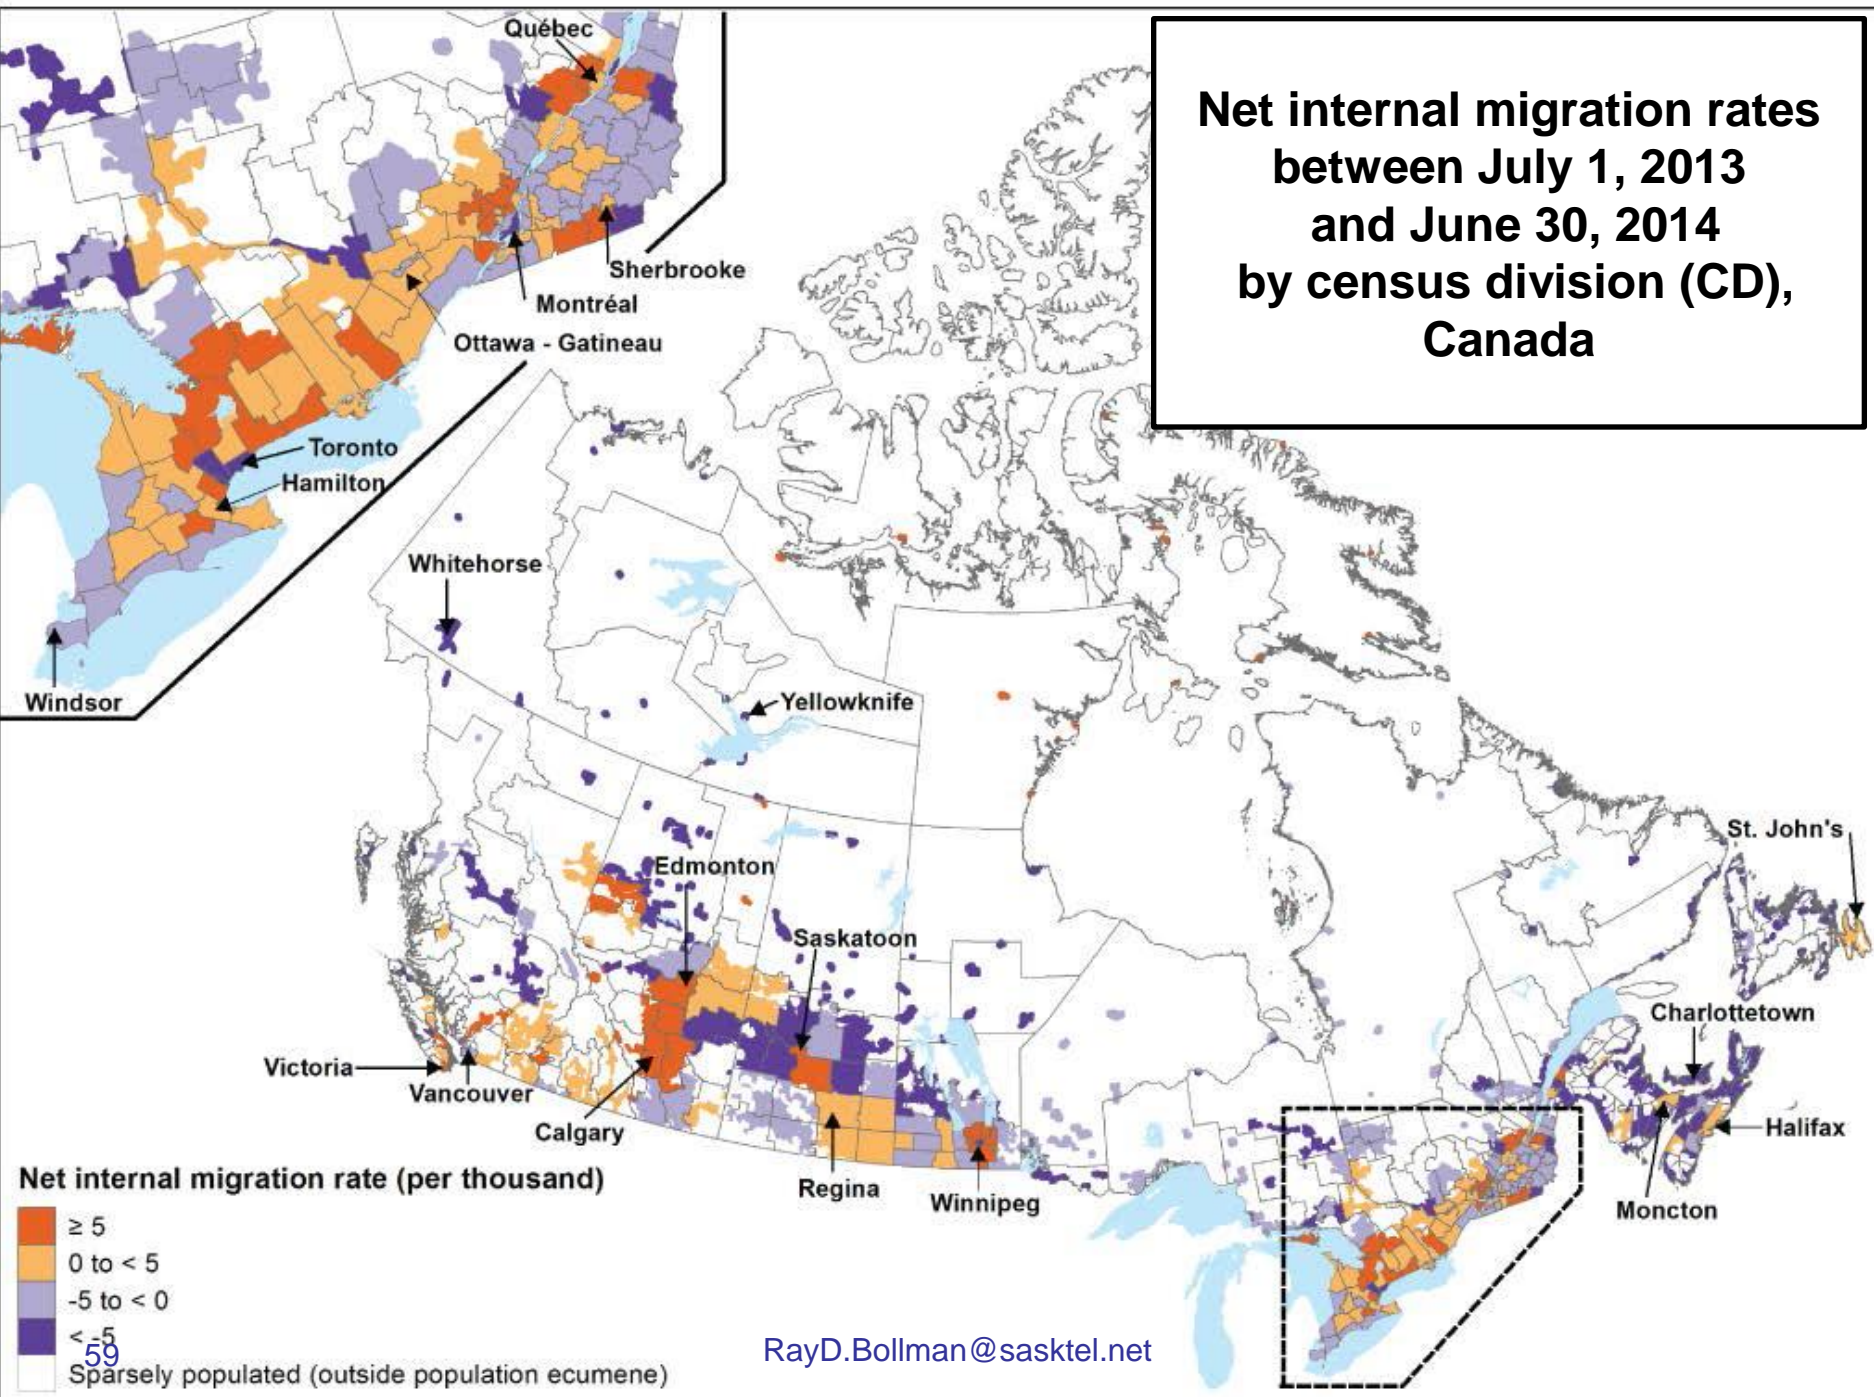 Net internal migration rates
between July 1, 2013
and June 30, 2014
by census division (CD),
Canada
Québec
Sherbrooke
Montréal
Ottawa - Gatineau
Toronto
Hamilton
Windsor
Whitehorse
Yellowknife
Edmonton
Saskatoon
St. John's
Charlottetown
Victoria
Vancouver
Calgary
Regina
Winnipeg
Halifax
Moncton
Net internal migration rate (per thousand)
≥ 5
0 to < 5
-5 to < 0
< -5
Sparsely populated (outside population ecumene)
59
RayD.Bollman@sasktel.net